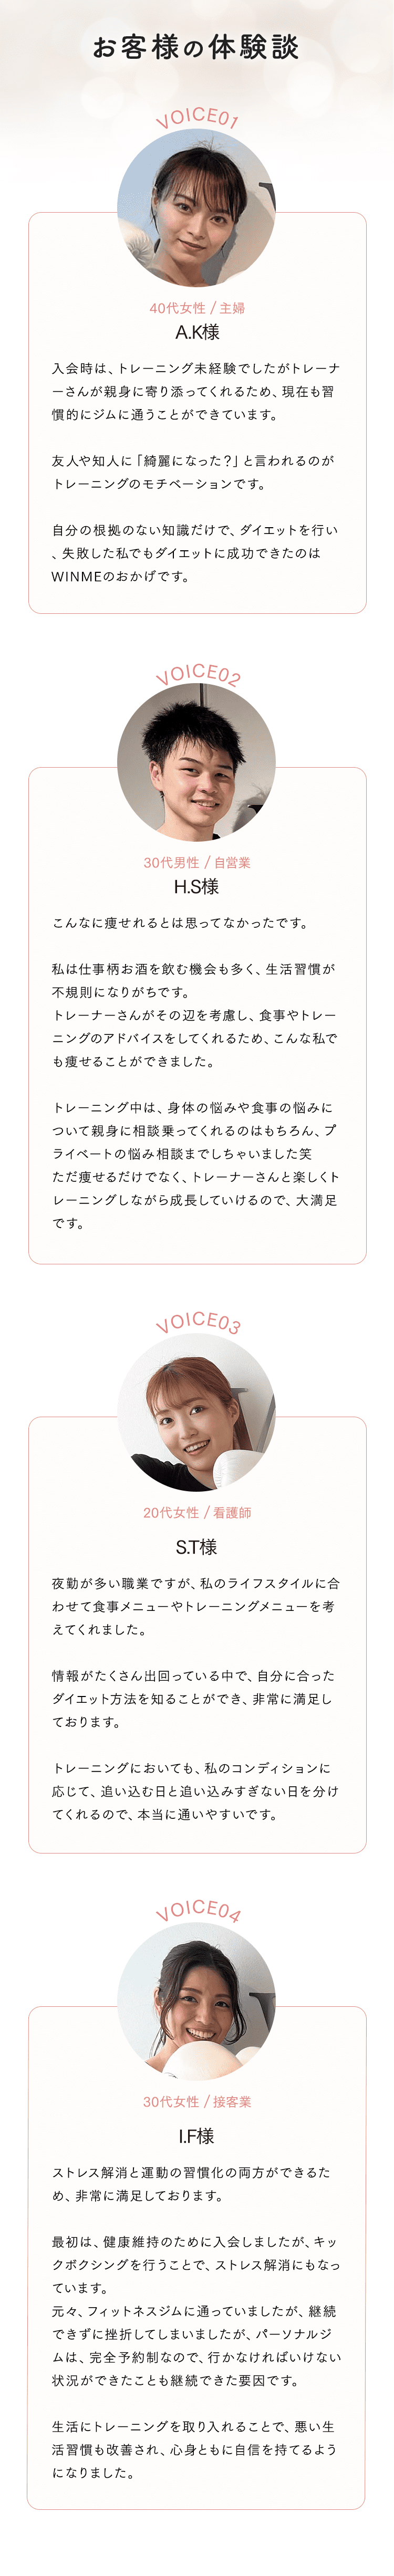 お客様の体験談
VOICE01
40代女性 / 主婦
A.K様
入会時は、トレーニング未経験でしたがトレーナ
ーさんが親身に寄り添ってくれるため、現在も習
慣的にジムに通うことができています。
友人や知人に「綺麗になった？」と言われるのが
トレーニングのモチベーションです。
自分の根拠のない知識だけで、ダイエットを行い
、失敗した私でもダイエットに成功できたのは
WINMEのおかげです。
VOICE02
30代男性 / 自営業
H.S様
こんなに痩せれるとは思ってなかったです。
私は仕事柄お酒を飲む機会も多く、生活習慣が
不規則になりがちです。
トレーナーさんがその辺を考慮し、食事やトレー
ニングのアドバイスをしてくれるため、こんな私で
も痩せることができました。
トレーニング中は、身体の悩みや食事の悩みに
ついて親身に相談乗ってくれるのはもちろん、プ
ライベートの悩み相談までしちゃいました笑
ただ痩せるだけでなく、トレーナーさんと楽しくト
レーニングしながら成長していけるので、大満足
です。
VOICE03
20代女性 / 看護師
S.T様
夜勤が多い職業ですが、私のライフスタイルに合
わせて食事メニューやトレーニングメニューを考
えてくれました。
情報がたくさん出回っている中で、自分に合った
ダイエット方法を知ることができ、非常に満足し
ております。
トレーニングにおいても、私のコンディションに
応じて、追い込む日と追い込みすぎない日を分け
てくれるので、本当に通いやすいです。
VOICE04
30代女性 / 接客業
I.F様
ストレス解消と運動の習慣化の両方ができるた
め、非常に満足しております。
最初は、健康維持のために入会しましたが、キッ
クボクシングを行うことで、ストレス解消にもなっ
ています。
元々、フィットネスジムに通っていましたが、継続
できずに挫折してしまいましたが、パーソナルジ
ムは、完全予約制なので、行かなければいけない
状況ができたことも継続できた要因です。
生活にトレーニングを取り入れることで、悪い生
活習慣も改善され、心身ともに自信を持てるよう
になりました。